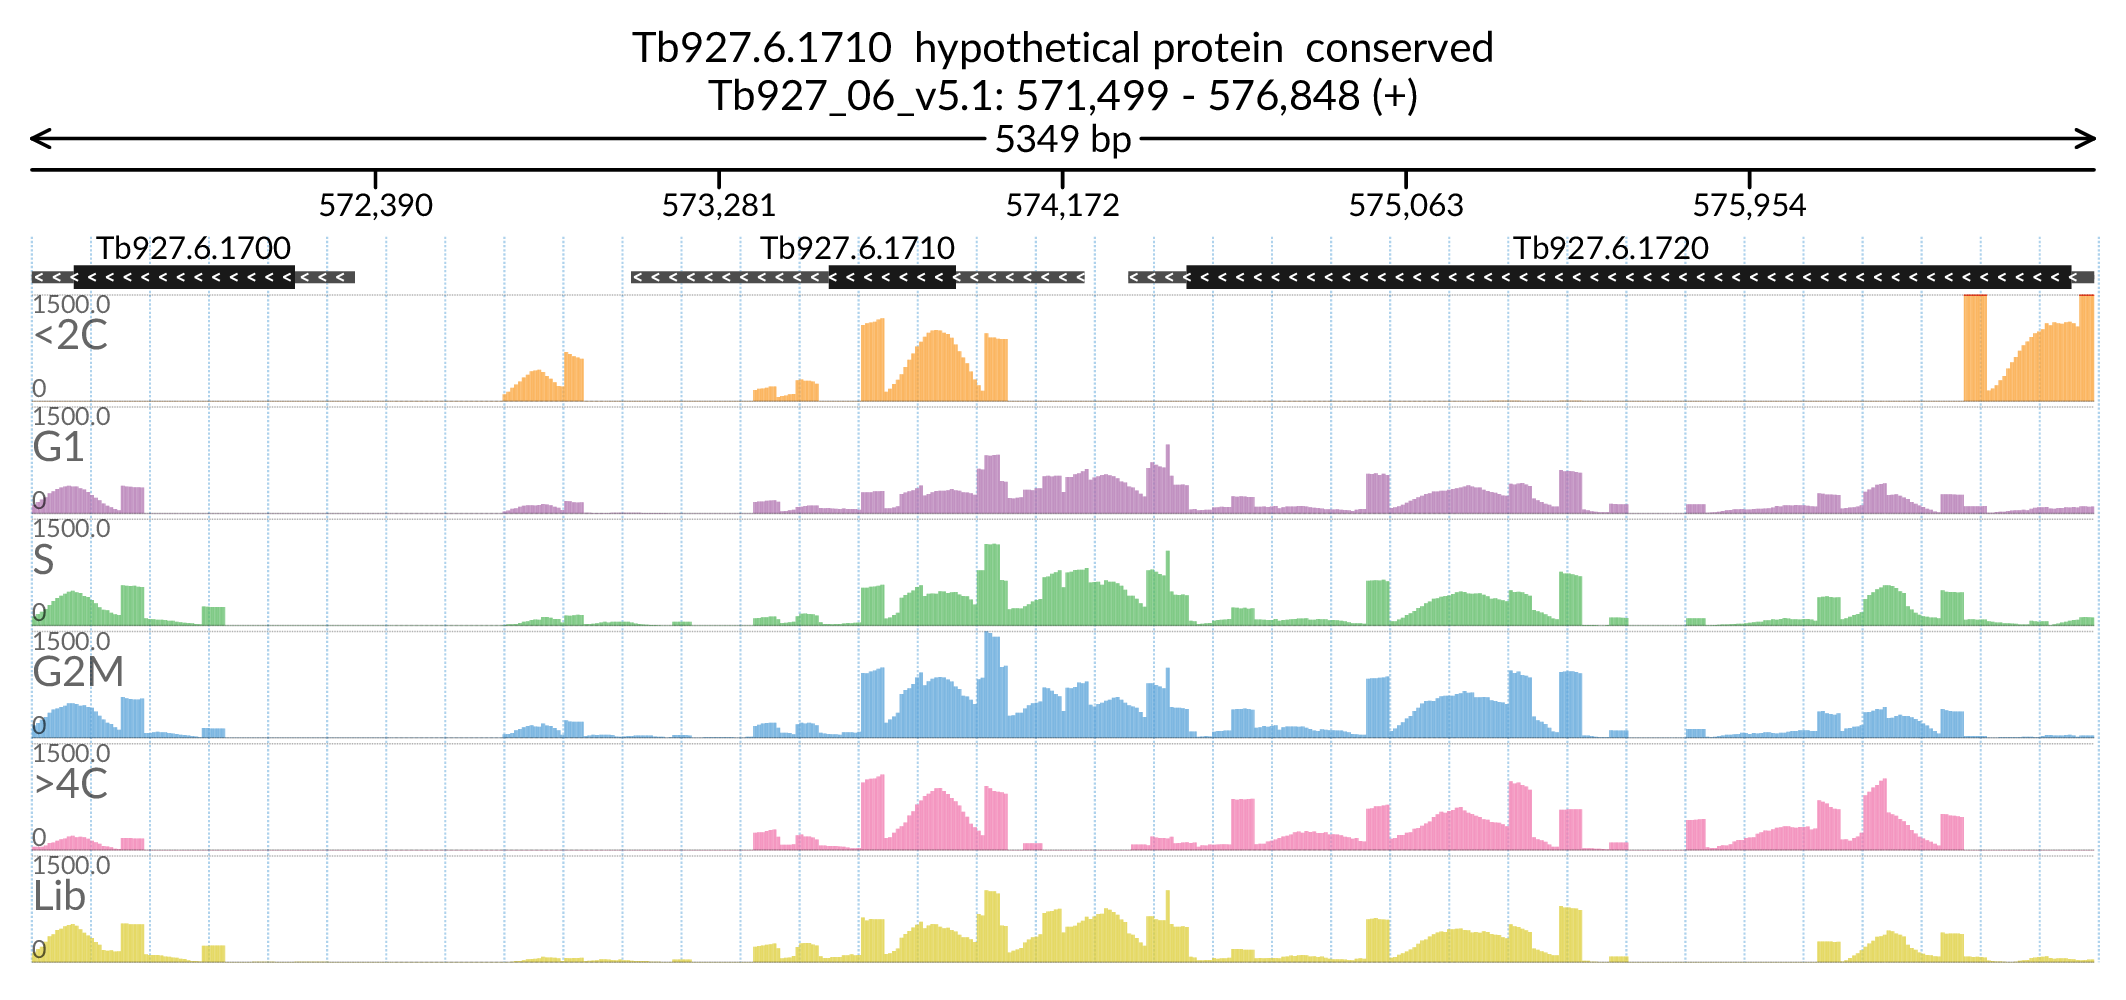 Tb927.6.1710 hypothetical protein conserved
Tb927_06_v5.1: 571,499 - 576,848 (+)
5349 bp
572,390 573,281 574,172 575,063 575,954
Tb927.6.1700 Tb927.6.1710 Tb927.6.1720
1500.0
<2C
0
1500.0
G1
0
1500.0
S
0
1500.0
G2M
0
1500.0
>4C
0
1500.0
Lib
0